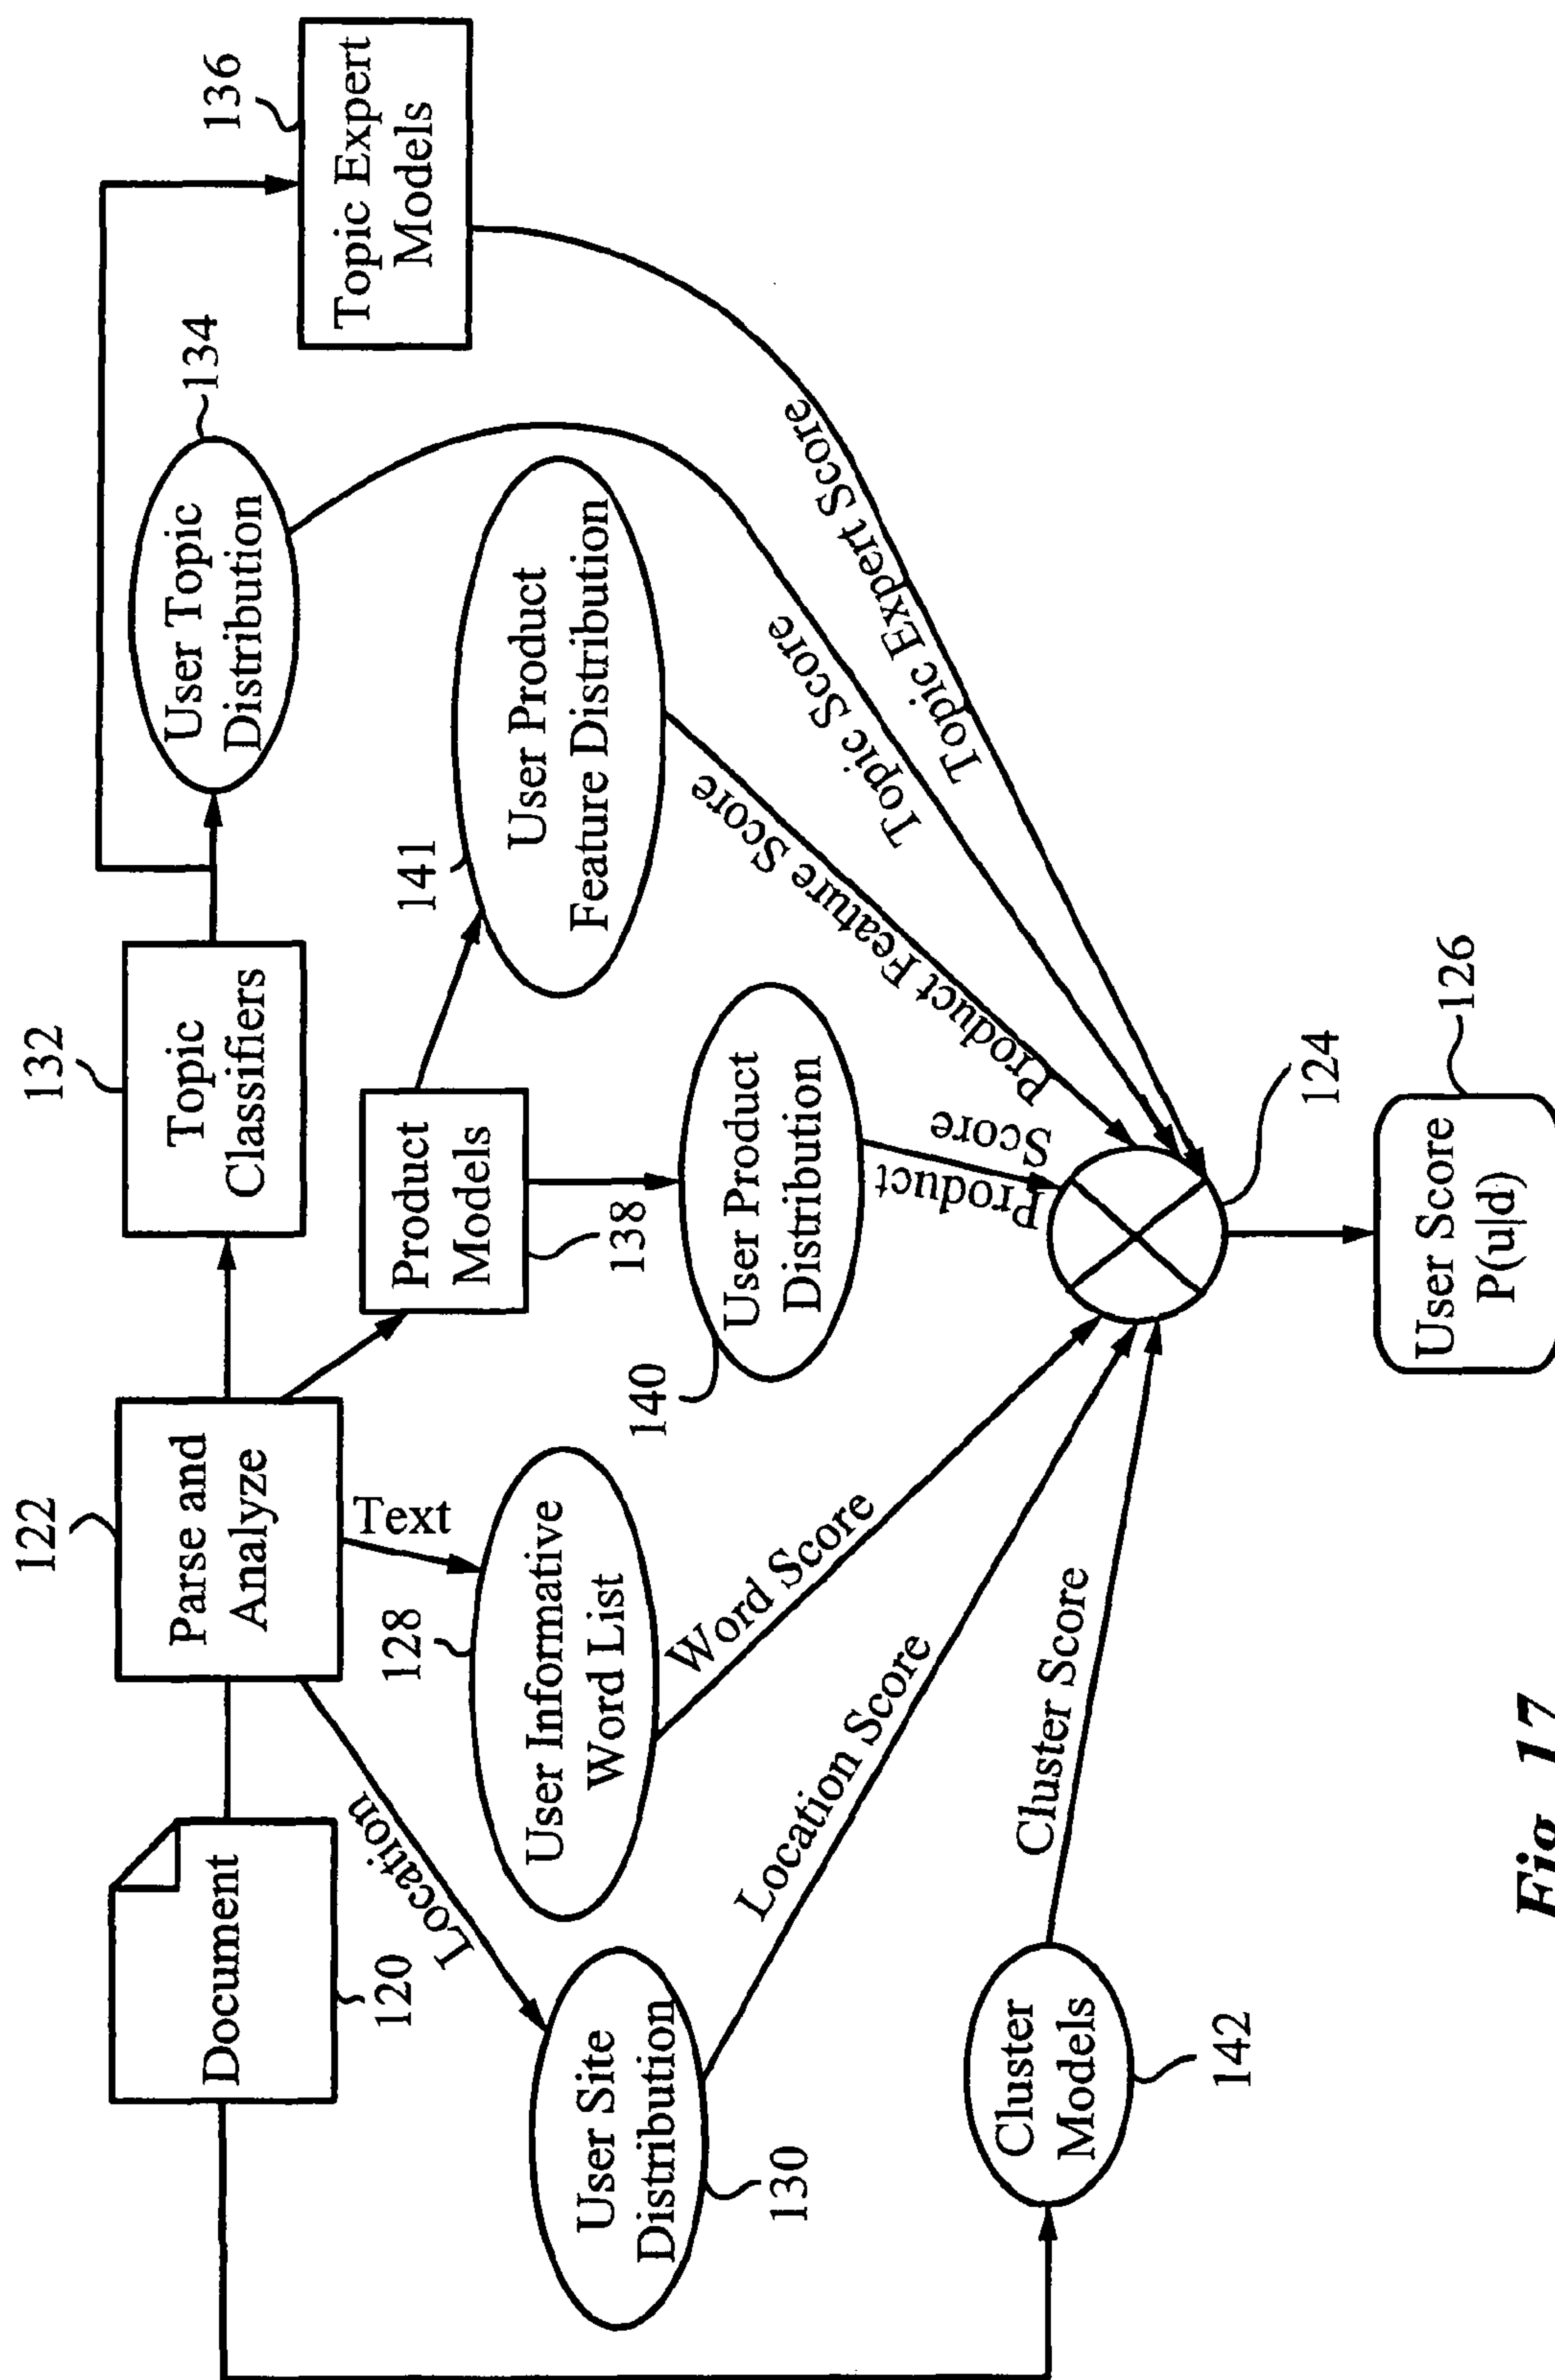 122
132
136
Document
120
Parse and
Analyze
Topic
Classifiers
User Topic
Distribution
134
Topic Expert
Models
Location
Text
128
Product
Models
138
141
User Product
Feature Distribution
User Site
Distribution
130
User Informative
Word List
140
User Product
Distribution
Word Score
Location Score
Cluster Score
Product
Score
Product Feature Score
Topic Score
Topic Expert Score
Cluster
Models
142
124
126
User Score
P(u|d)
Fig. 17